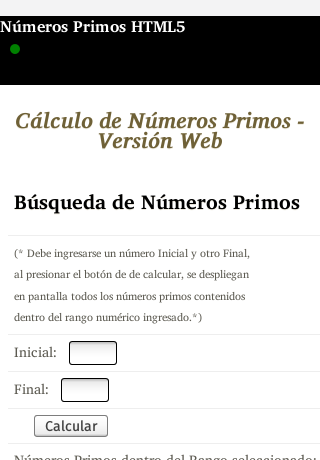 Números Primos HTML5
Cálculo de Números Primos -
Versión Web
Búsqueda de Números Primos
(* Debe ingresarse un número Inicial y otro Final,
al presionar el botón de de calcular, se despliegan
en pantalla todos los números primos contenidos
dentro del rango numérico ingresado.*)
Inicial:
Final:
Calcular
Números Primos dentro del Rango seleccionado: